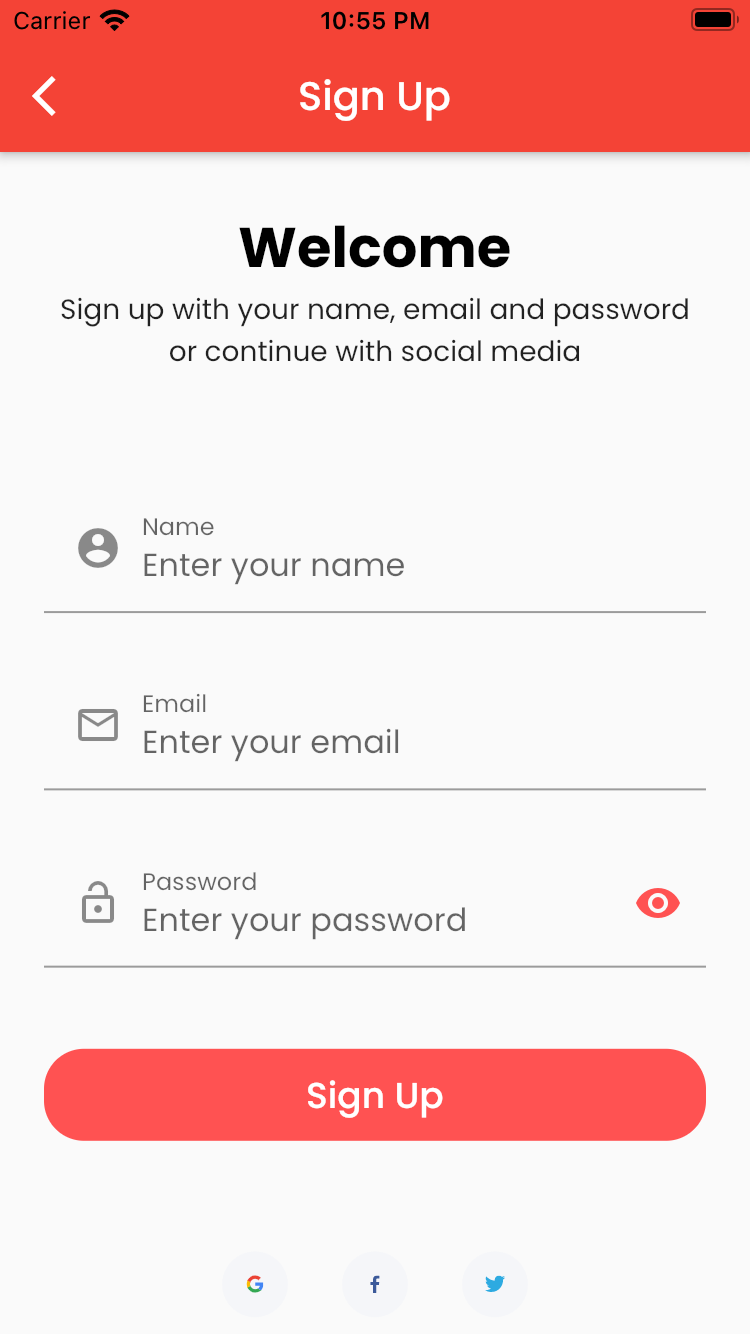 Carrier 10:55 PM
Sign Up
Welcome
Sign up with your name, email and password
or continue with social media
Name
Enter your name
Email
Enter your email
Password
Enter your password
Sign Up